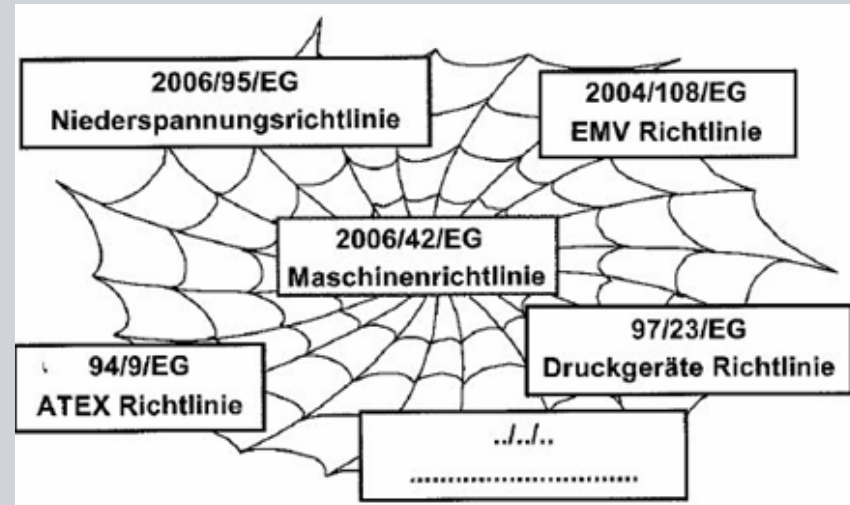 2006/95/EG
Niederspannungsrichtlinie
2004/108/EG
EMV Richtlinie
2006/42/EG
Maschinenrichtlinie
97/23/EG
Druckgeräte Richtlinie
94/9/EG
ATEX Richtlinie
../../..
..............................